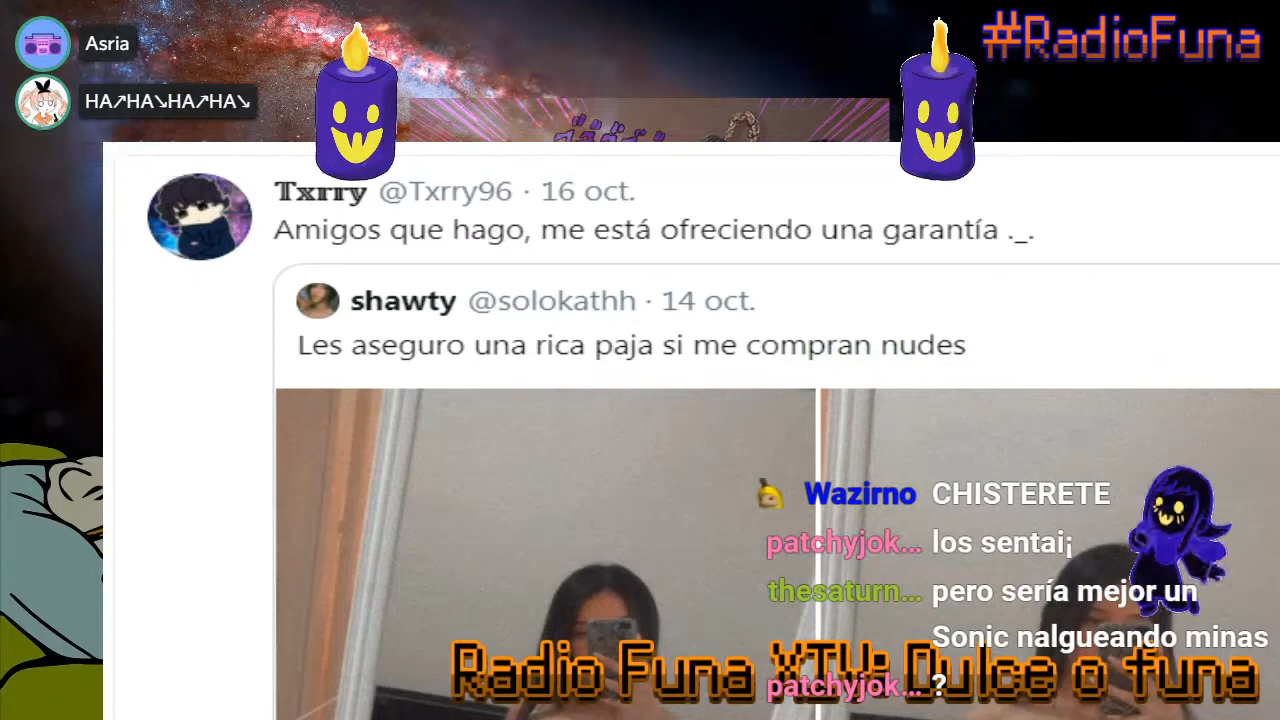 Asria
#RadioFuna
HA↗HA↘HA↗HA↘
Txrry @Txrry96 · 16 oct.
Amigos que hago, me está ofreciendo una garantía ._.
shawty @solokathh · 14 oct.
Les aseguro una rica paja si me compran nudes
Wazirno CHISTERETE
patchyjok... los sentai¡
thesaturn... pero sería mejor un
Sonic nalgueando minas
patchyjok... ?
Radio Funa XIV: Dulce o funa